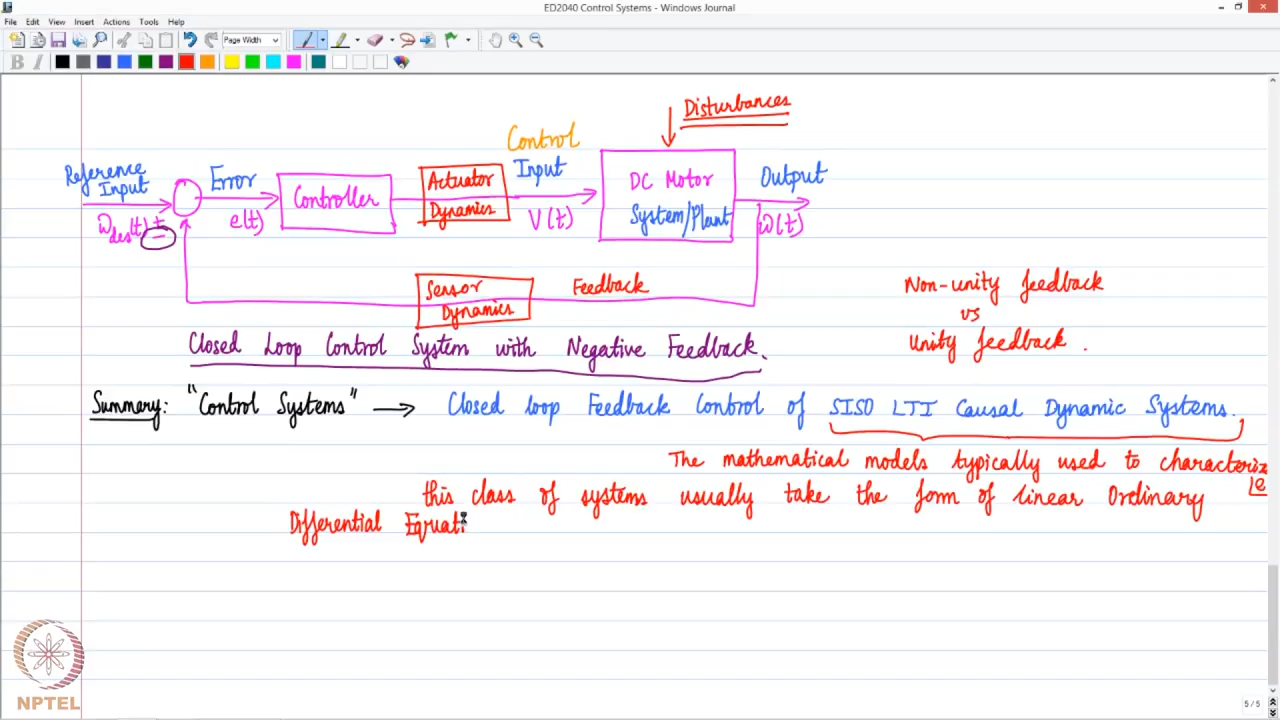 ED2040 Control Systems - Windows Journal
File Edit View Insert Actions Tools Help
Page Width
B I
Disturbances
Control
Reference
Input
Error
Controller
Actuator
Dynamics
Input
DC Motor
System/Plant
Output
ω_des(t) +
−
e(t)
V(t)
ω(t)
Sensor
Dynamics
Feedback
Non-unity feedback
vs
Unity feedback.
Closed Loop Control System with Negative Feedback.
Summary: "Control Systems" → Closed loop Feedback Control of SISO LTI Causal Dynamic Systems.
The mathematical models typically used to characteriz
e
this class of systems usually take the form of linear Ordinary
Differential Equati
NPTEL
5 / 5